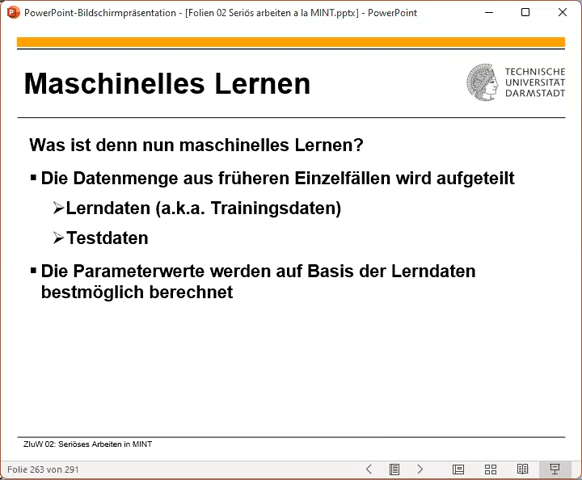 PowerPoint-Bildschirmpräsentation - [Folien 02 Seriös arbeiten a la MINT.pptx] - PowerPoint
Maschinelles Lernen
TECHNISCHE
UNIVERSITÄT
DARMSTADT
Was ist denn nun maschinelles Lernen?
▪ Die Datenmenge aus früheren Einzelfällen wird aufgeteilt
➢Lerndaten (a.k.a. Trainingsdaten)
➢Testdaten
▪ Die Parameterwerte werden auf Basis der Lerndaten
bestmöglich berechnet
ZIuW 02: Seriöses Arbeiten in MINT
Folie 263 von 291